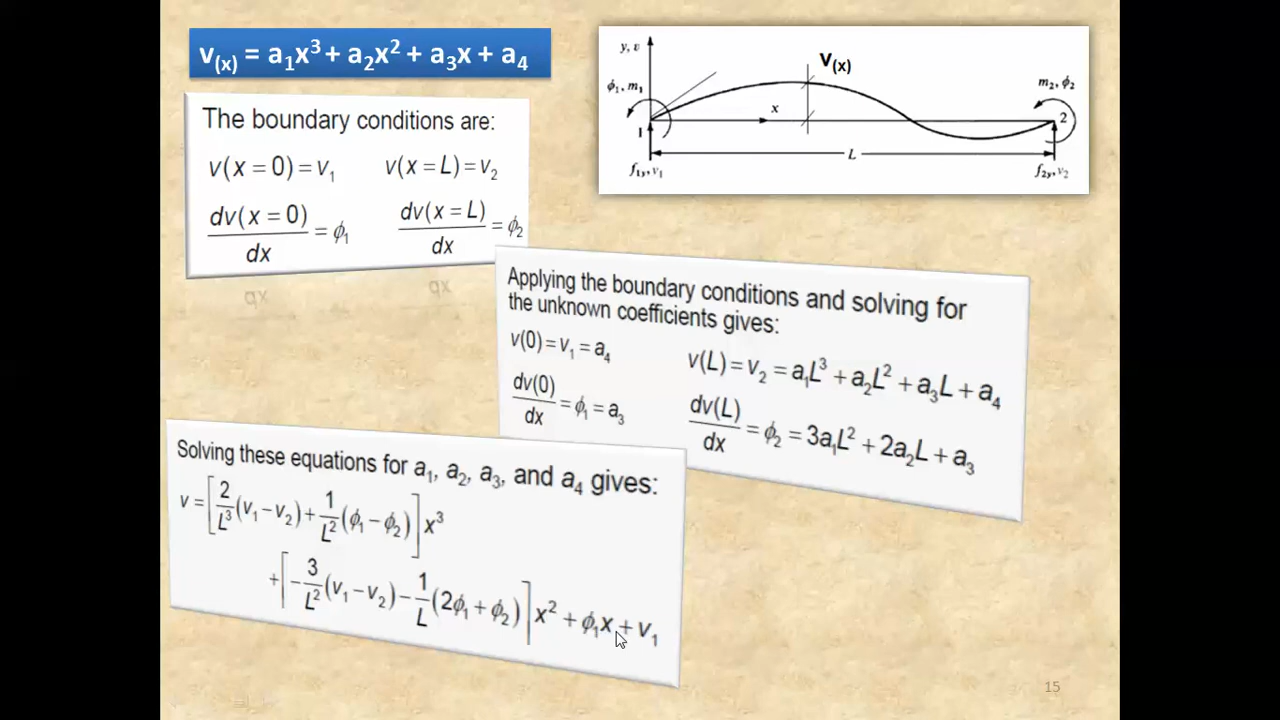 v(x) = a₁x³ + a₂x² + a₃x + a₄
y, v
V(x)
ϕ₁, m₁
m₂, ϕ₂
x
1
2
L
f₁y, v₁
f₂y, v₂
The boundary conditions are:
v(x = 0) = v₁ v(x = L) = v₂
dv(x = 0)/dx = ϕ₁ dv(x = L)/dx = ϕ₂
Applying the boundary conditions and solving for
the unknown coefficients gives:
v(0) = v₁ = a₄ v(L) = v₂ = a₁L³ + a₂L² + a₃L + a₄
dv(0)/dx = ϕ₁ = a₃ dv(L)/dx = ϕ₂ = 3a₁L² + 2a₂L + a₃
Solving these equations for a₁, a₂, a₃, and a₄ gives:
v = [2/L³(v₁ − v₂) + 1/L²(ϕ₁ − ϕ₂)] x³
+ [−3/L²(v₁ − v₂) − 1/L(2ϕ₁ + ϕ₂)] x² + ϕ₁x + v₁
15